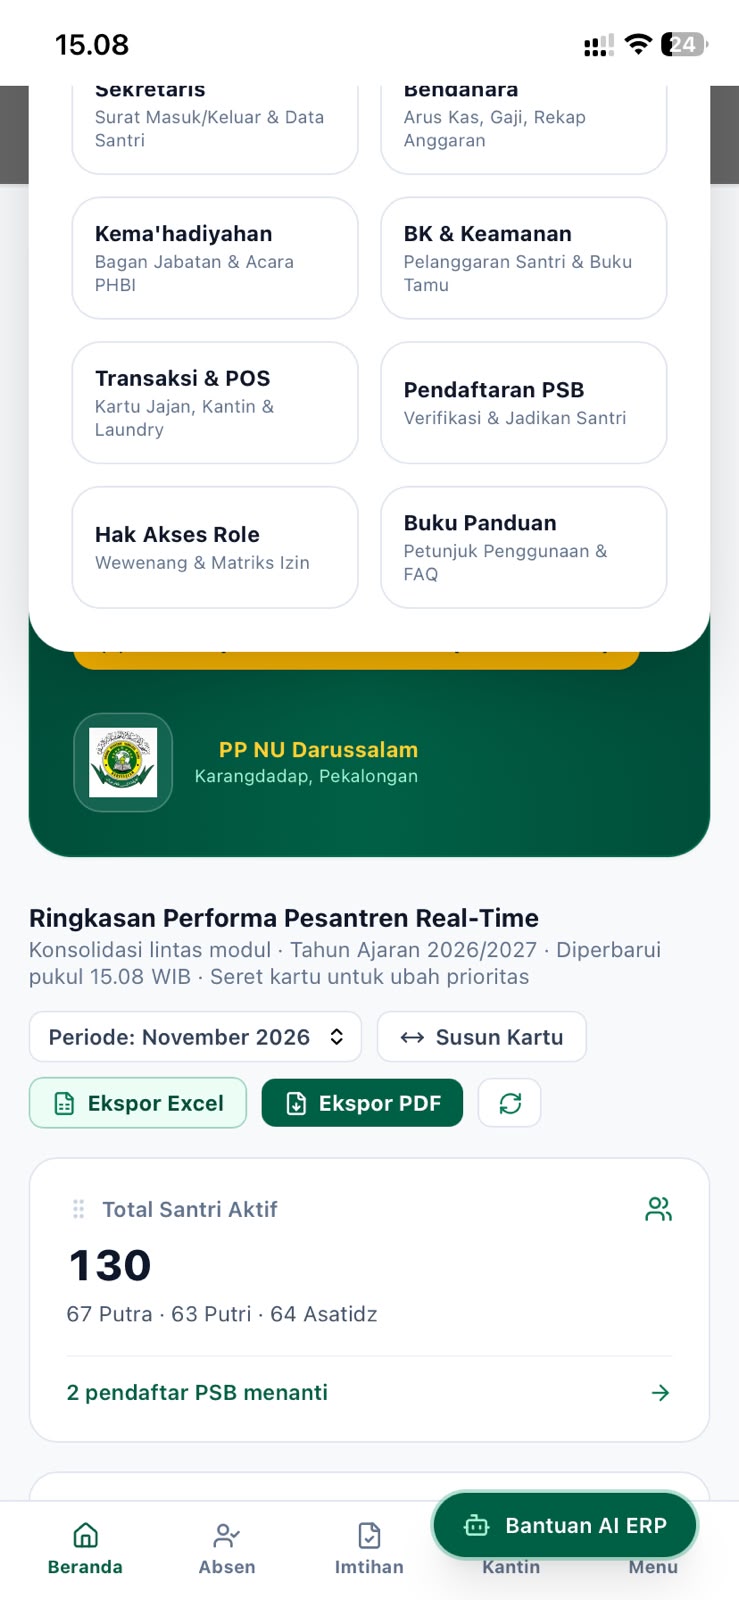 15.08
24
Sekretaris
Surat Masuk/Keluar & Data
Santri
Bendahara
Arus Kas, Gaji, Rekap
Anggaran
Kema'hadiyahan
Bagan Jabatan & Acara
PHBI
BK & Keamanan
Pelanggaran Santri & Buku
Tamu
Transaksi & POS
Kartu Jajan, Kantin &
Laundry
Pendaftaran PSB
Verifikasi & Jadikan Santri
Hak Akses Role
Wewenang & Matriks Izin
Buku Panduan
Petunjuk Penggunaan &
FAQ
PP NU Darussalam
Karangdadap, Pekalongan
Ringkasan Performa Pesantren Real-Time
Konsolidasi lintas modul · Tahun Ajaran 2026/2027 · Diperbarui
pukul 15.08 WIB · Seret kartu untuk ubah prioritas
Periode: November 2026
Susun Kartu
Ekspor Excel
Ekspor PDF
Total Santri Aktif
130
67 Putra · 63 Putri · 64 Asatidz
2 pendaftar PSB menanti
Bantuan AI ERP
Beranda
Absen
Imtihan
Kantin
Menu